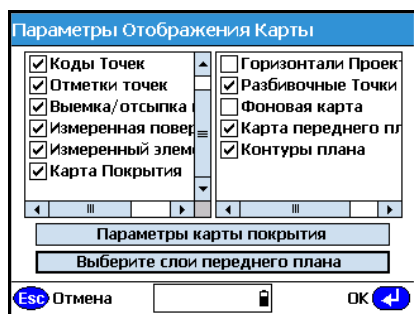 Параметры Отображения Карты
Коды Точек
Отметки точек
Выемка/отсыпка
Измеренная повер
Измеренный элем
Карта Покрытия
Горизонтали Проек
Разбивочные Точки
Фоновая карта
Карта переднего пл
Контуры плана
Параметры карты покрытия
Выберите слои переднего плана
Esc Отмена
OK